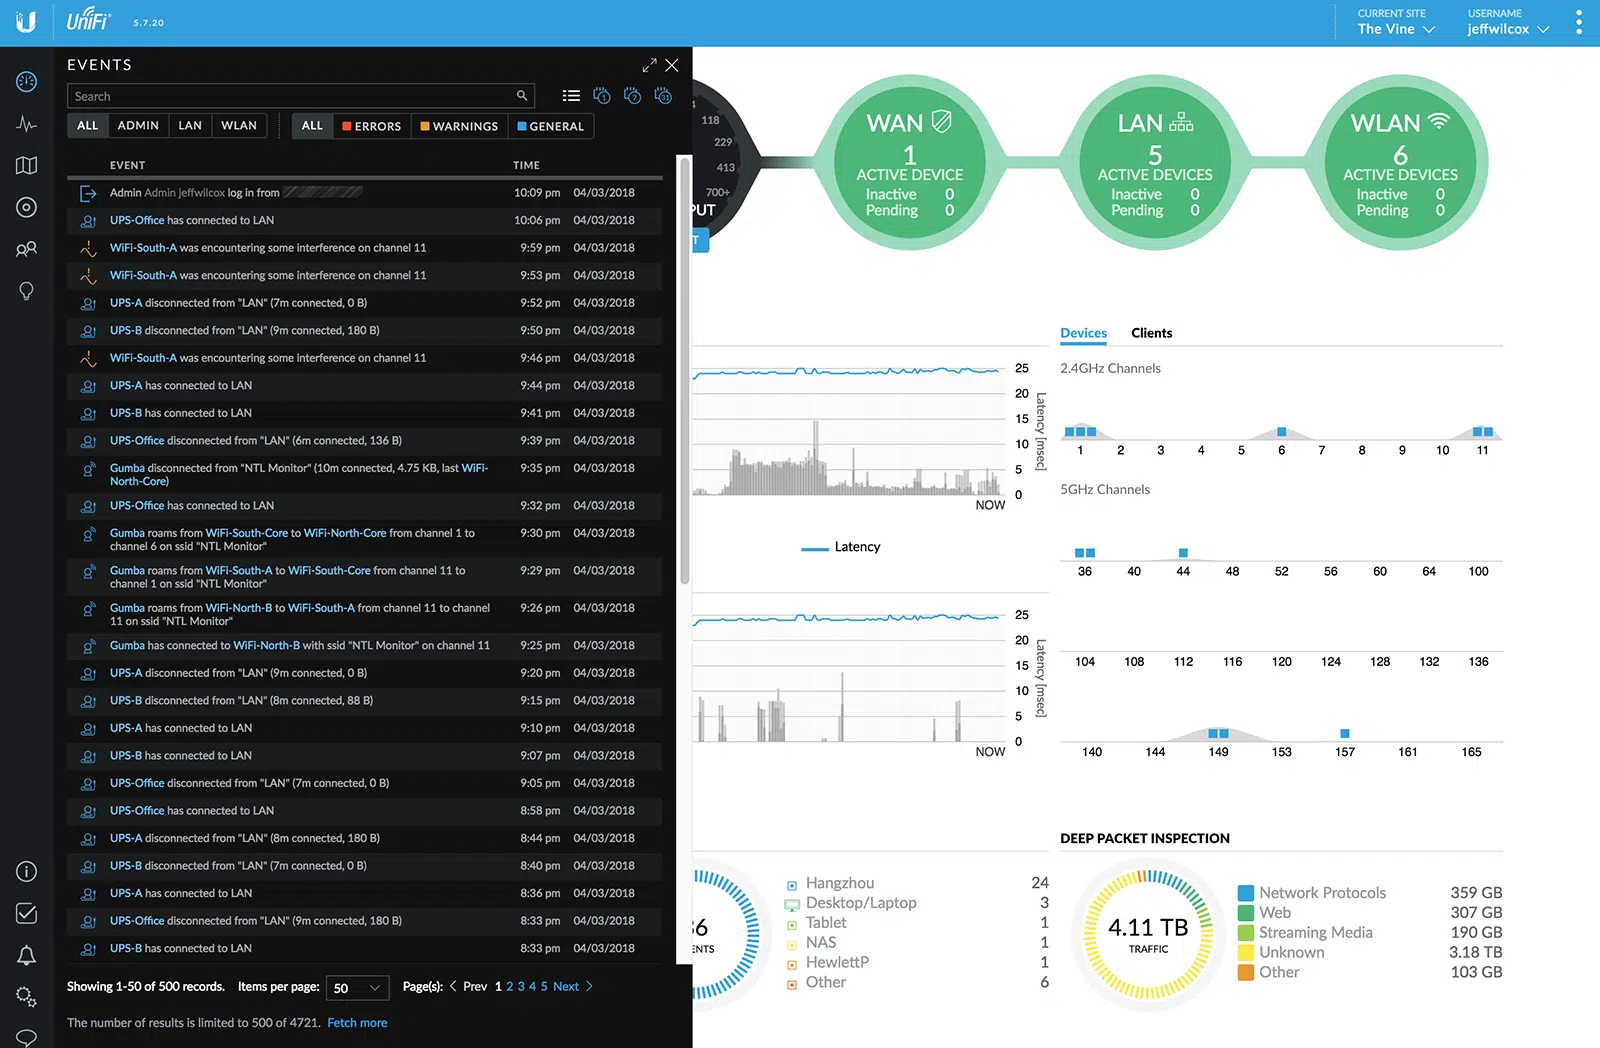 UniFi 5.7.20
CURRENT SITE
The Vine
USERNAME
jeffwilcox
EVENTS
Search
1 7 31
ALL ADMIN LAN WLAN ALL ERRORS WARNINGS GENERAL
EVENT TIME
Admin Admin jeffwilcox log in from 10:09 pm 04/03/2018
UPS-Office has connected to LAN 10:06 pm 04/03/2018
WiFi-South-A was encountering some interference on channel 11 9:59 pm 04/03/2018
WiFi-South-A was encountering some interference on channel 11 9:53 pm 04/03/2018
UPS-A disconnected from "LAN" (7m connected, 0 B) 9:52 pm 04/03/2018
UPS-B disconnected from "LAN" (9m connected, 180 B) 9:50 pm 04/03/2018
WiFi-South-A was encountering some interference on channel 11 9:46 pm 04/03/2018
UPS-A has connected to LAN 9:44 pm 04/03/2018
UPS-B has connected to LAN 9:41 pm 04/03/2018
UPS-Office disconnected from "LAN" (6m connected, 136 B) 9:39 pm 04/03/2018
Gumba disconnected from "NTL Monitor" (10m connected, 4.75 KB, last WiFi- 9:35 pm 04/03/2018
North-Core)
UPS-Office has connected to LAN 9:32 pm 04/03/2018
Gumba roams from WiFi-South-Core to WiFi-North-Core from channel 1 to 9:30 pm 04/03/2018
channel 6 on ssid "NTL Monitor"
Gumba roams from WiFi-South-A to WiFi-South-Core from channel 11 to 9:29 pm 04/03/2018
channel 1 on ssid "NTL Monitor"
Gumba roams from WiFi-North-B to WiFi-South-A from channel 11 to channel 9:26 pm 04/03/2018
11 on ssid "NTL Monitor"
Gumba has connected to WiFi-North-B with ssid "NTL Monitor" on channel 11 9:25 pm 04/03/2018
UPS-A disconnected from "LAN" (9m connected, 0 B) 9:20 pm 04/03/2018
UPS-B disconnected from "LAN" (8m connected, 88 B) 9:15 pm 04/03/2018
UPS-A has connected to LAN 9:10 pm 04/03/2018
UPS-B has connected to LAN 9:07 pm 04/03/2018
UPS-Office disconnected from "LAN" (7m connected, 0 B) 9:05 pm 04/03/2018
UPS-Office has connected to LAN 8:58 pm 04/03/2018
UPS-A disconnected from "LAN" (8m connected, 180 B) 8:44 pm 04/03/2018
UPS-B disconnected from "LAN" (7m connected, 0 B) 8:40 pm 04/03/2018
UPS-A has connected to LAN 8:36 pm 04/03/2018
UPS-Office disconnected from "LAN" (9m connected, 180 B) 8:33 pm 04/03/2018
UPS-B has connected to LAN 8:33 pm 04/03/2018
Showing 1-50 of 500 records. Items per page: 50 Page(s): Prev 1 2 3 4 5 Next
The number of results is limited to 500 of 4721. Fetch more
118
229
413
700+
PUT
T
WAN
1
ACTIVE DEVICE
Inactive 0
Pending 0
LAN
5
ACTIVE DEVICES
Inactive 0
Pending 0
WLAN
6
ACTIVE DEVICES
Inactive 0
Pending 0
25
20
15
10
5
0
Latency [msec]
NOW
Latency
25
20
15
10
5
0
Latency [msec]
NOW
Devices Clients
2.4GHz Channels
1 2 3 4 5 6 7 8 9 10 11
5GHz Channels
36 40 44 48 52 56 60 64 100
104 108 112 116 120 124 128 132 136
140 144 149 153 157 161 165
36
ENTS
Hangzhou 24
Desktop/Laptop 3
Tablet 1
NAS 1
HewlettP 1
Other 6
DEEP PACKET INSPECTION
4.11 TB
TRAFFIC
Network Protocols 359 GB
Web 307 GB
Streaming Media 190 GB
Unknown 3.18 TB
Other 103 GB